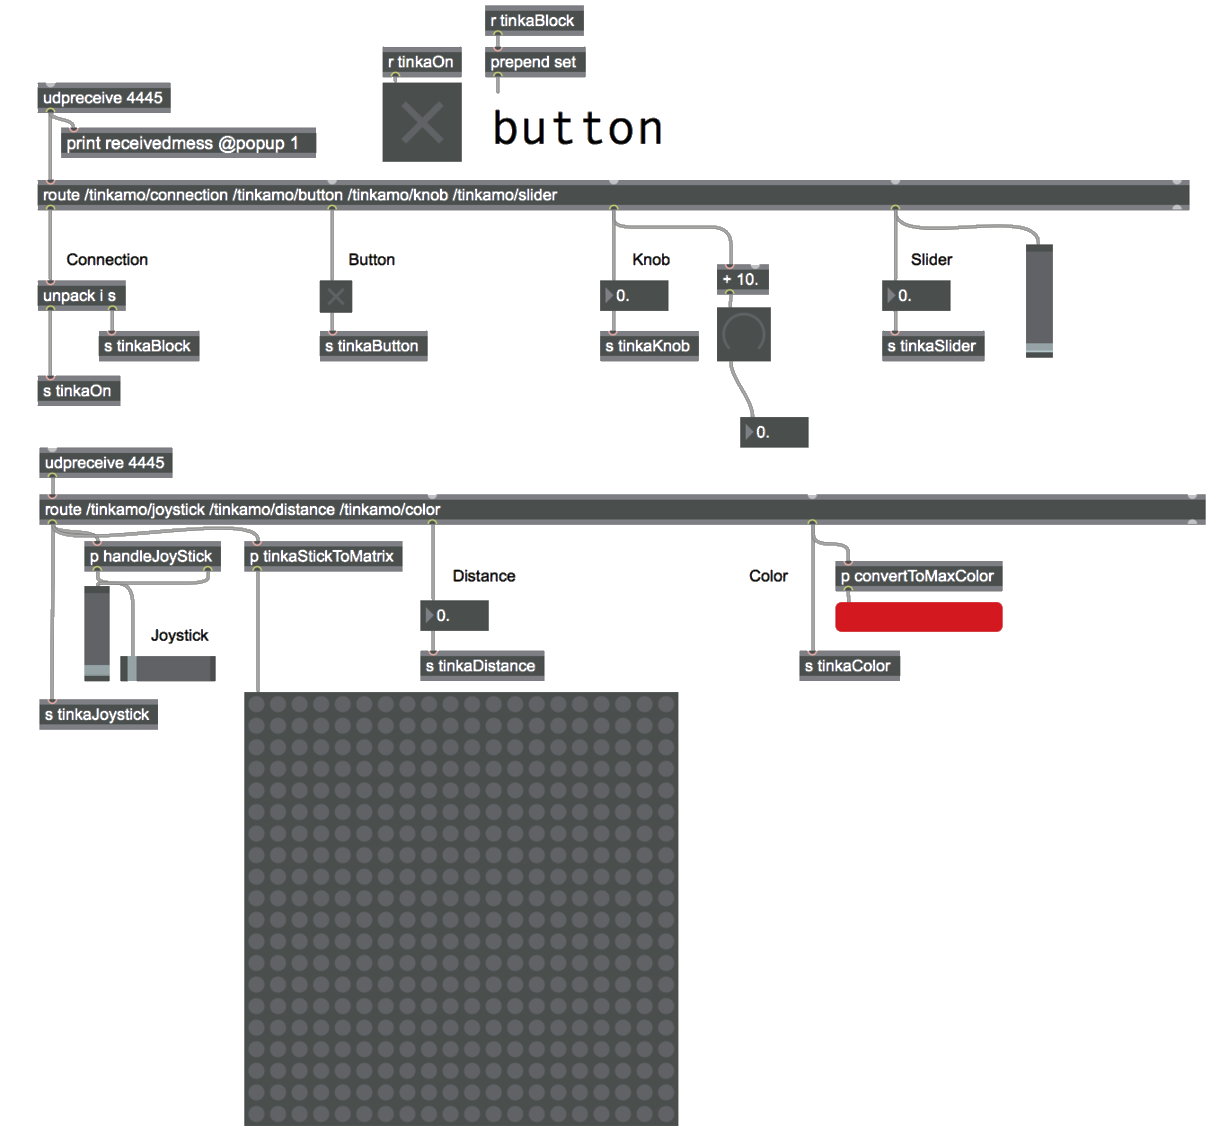 r tinkaBlock
r tinkaOn
prepend set
udpreceive 4445
button
print receivedmess @popup 1
route /tinkamo/connection /tinkamo/button /tinkamo/knob /tinkamo/slider
Connection
Button
Knob
Slider
+ 10.
unpack i s
0.
0.
s tinkaBlock
s tinkaButton
s tinkaKnob
s tinkaSlider
s tinkaOn
0.
udpreceive 4445
route /tinkamo/joystick /tinkamo/distance /tinkamo/color
p handleJoyStick
p tinkaStickToMatrix
Distance
Color
p convertToMaxColor
0.
Joystick
s tinkaDistance
s tinkaColor
s tinkaJoystick